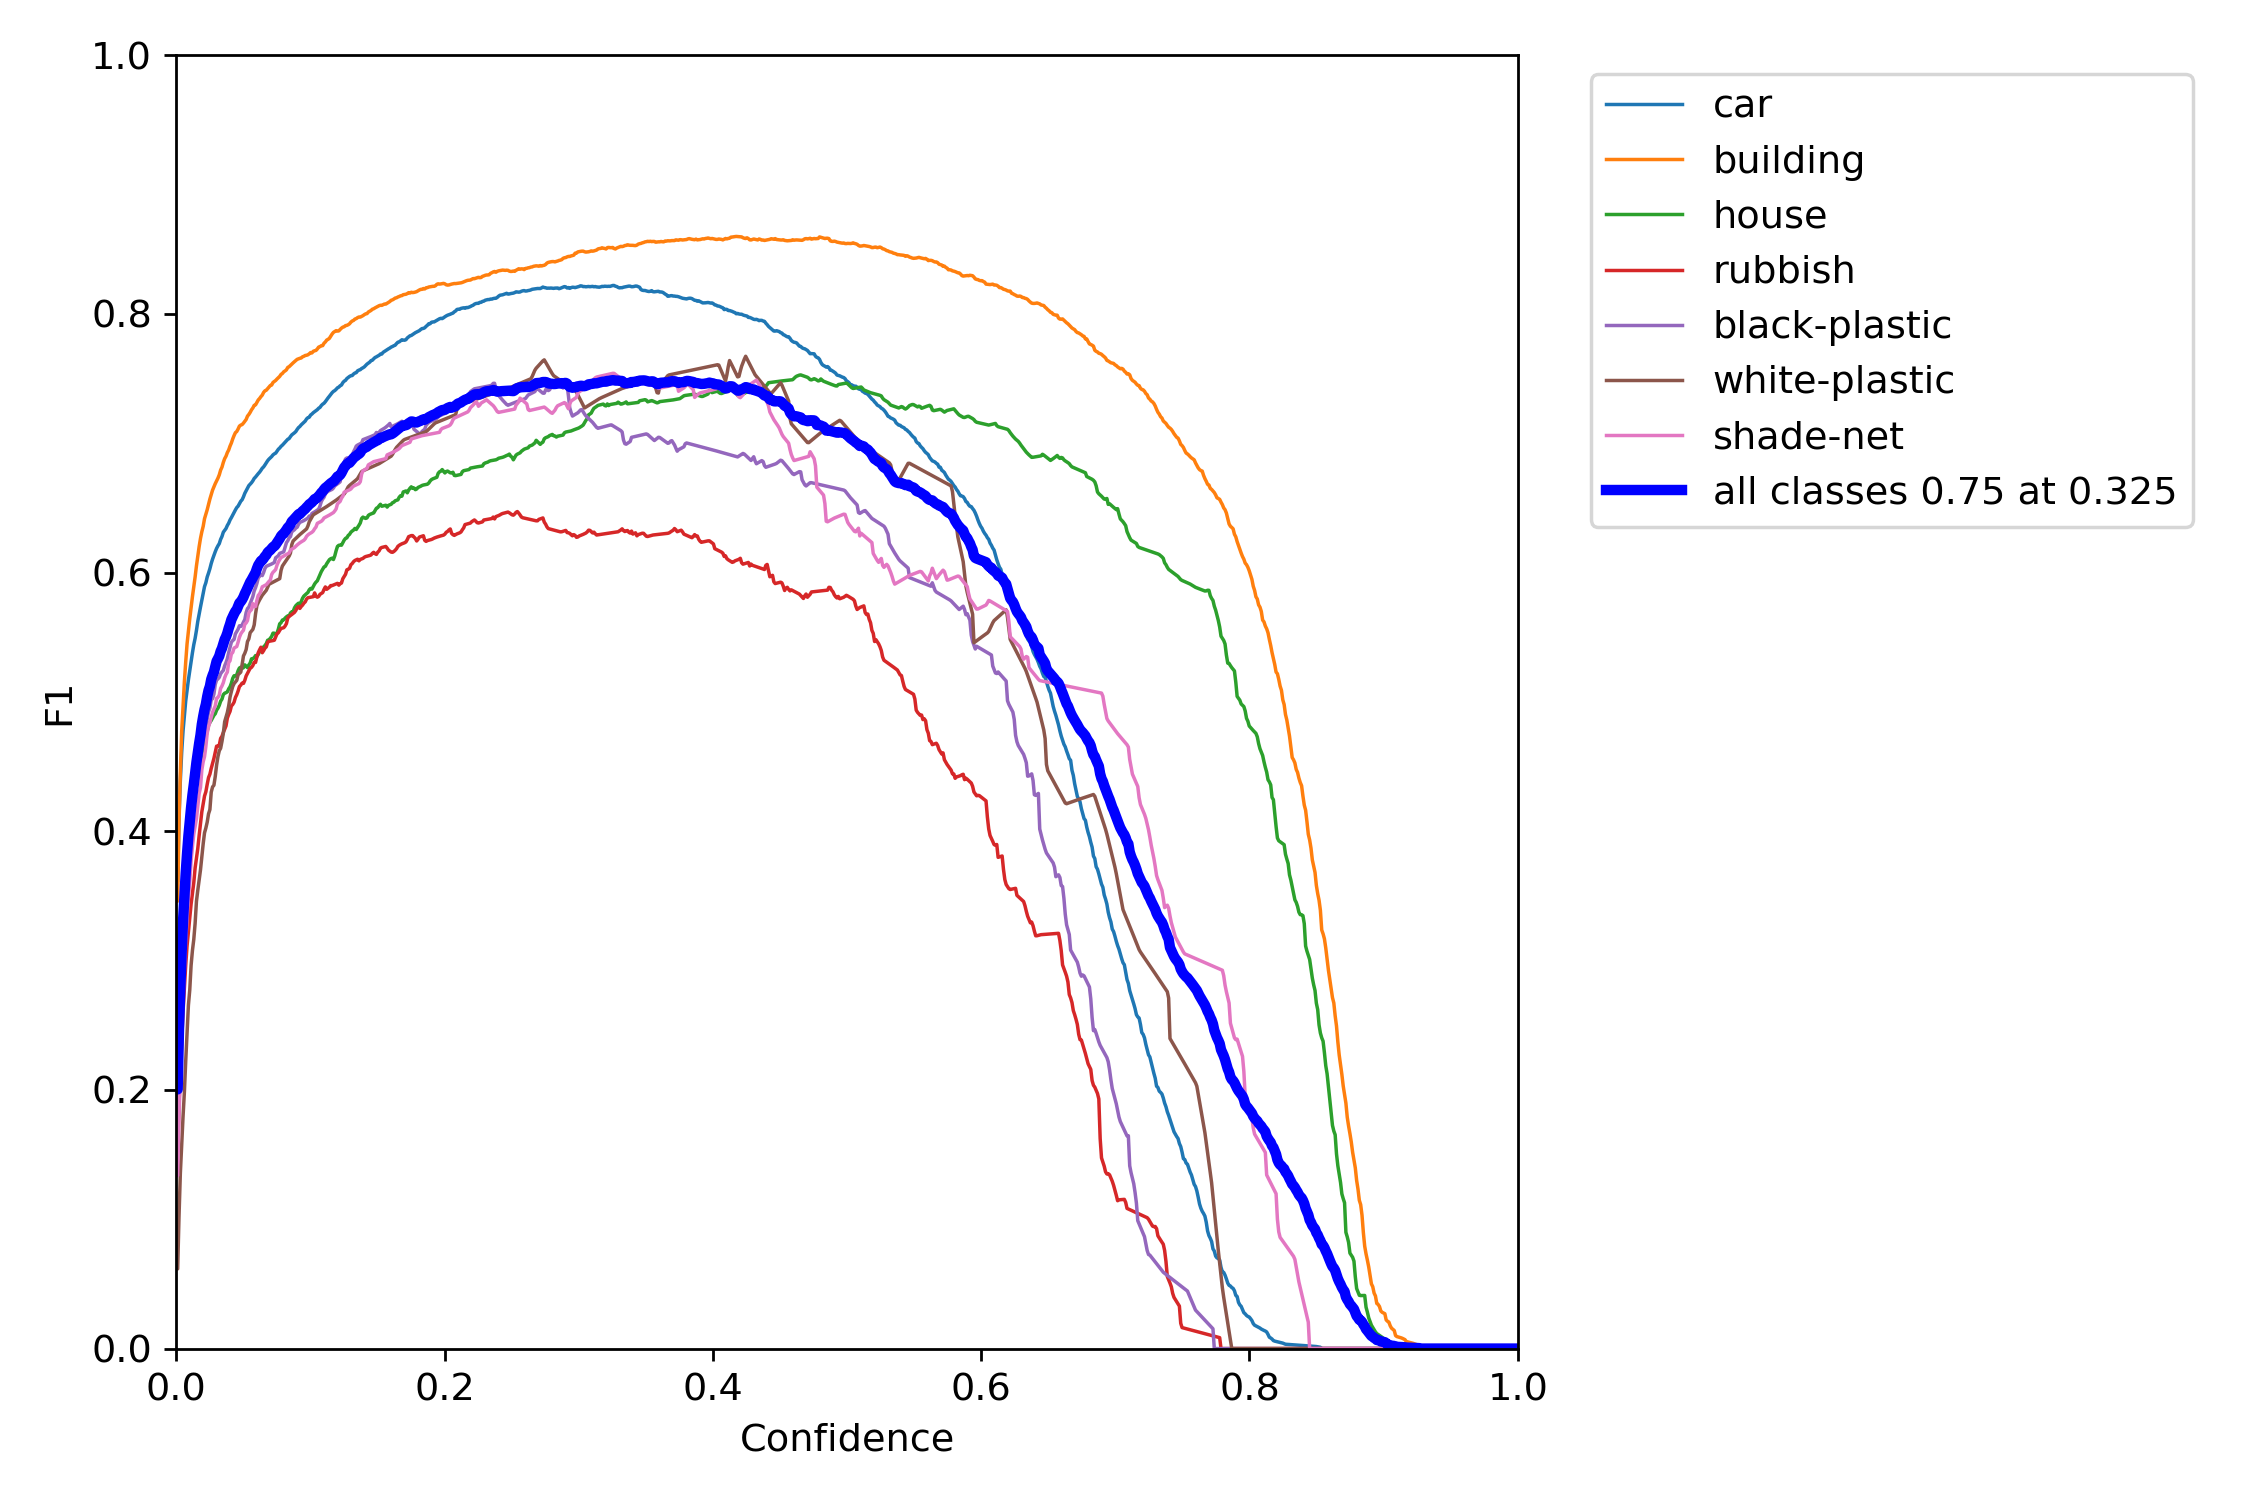 1.0
0.8
0.6
0.4
0.2
0.0
F1
0.0 0.2 0.4 0.6 0.8 1.0
Confidence
car
building
house
rubbish
black-plastic
white-plastic
shade-net
all classes 0.75 at 0.325